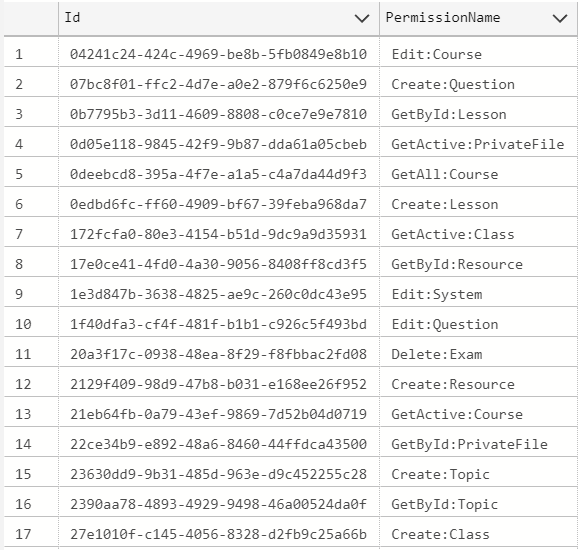 Id PermissionName
1 04241c24-424c-4969-be8b-5fb0849e8b10 Edit:Course
2 07bc8f01-ffc2-4d7e-a0e2-879f6c6250e9 Create:Question
3 0b7795b3-3d11-4609-8808-c0ce7e9e7810 GetById:Lesson
4 0d05e118-9845-42f9-9b87-dda61a05cbeb GetActive:PrivateFile
5 0deebcd8-395a-4f7e-a1a5-c4a7da44d9f3 GetAll:Course
6 0edbd6fc-ff60-4909-bf67-39feba968da7 Create:Lesson
7 172fcfa0-80e3-4154-b51d-9dc9a9d35931 GetActive:Class
8 17e0ce41-4fd0-4a30-9056-8408ff8cd3f5 GetById:Resource
9 1e3d847b-3638-4825-ae9c-260c0dc43e95 Edit:System
10 1f40dfa3-cf4f-481f-b1b1-c926c5f493bd Edit:Question
11 20a3f17c-0938-48ea-8f29-f8fbbac2fd08 Delete:Exam
12 2129f409-98d9-47b8-b031-e168ee26f952 Create:Resource
13 21eb64fb-0a79-43ef-9869-7d52b04d0719 GetActive:Course
14 22ce34b9-e892-48a6-8460-44ffdca43500 GetById:PrivateFile
15 23630dd9-9b31-485d-963e-d9c452255c28 Create:Topic
16 2390aa78-4893-4929-9498-46a00524da0f GetById:Topic
17 27e1010f-c145-4056-8328-d2fb9c25a66b Create:Class